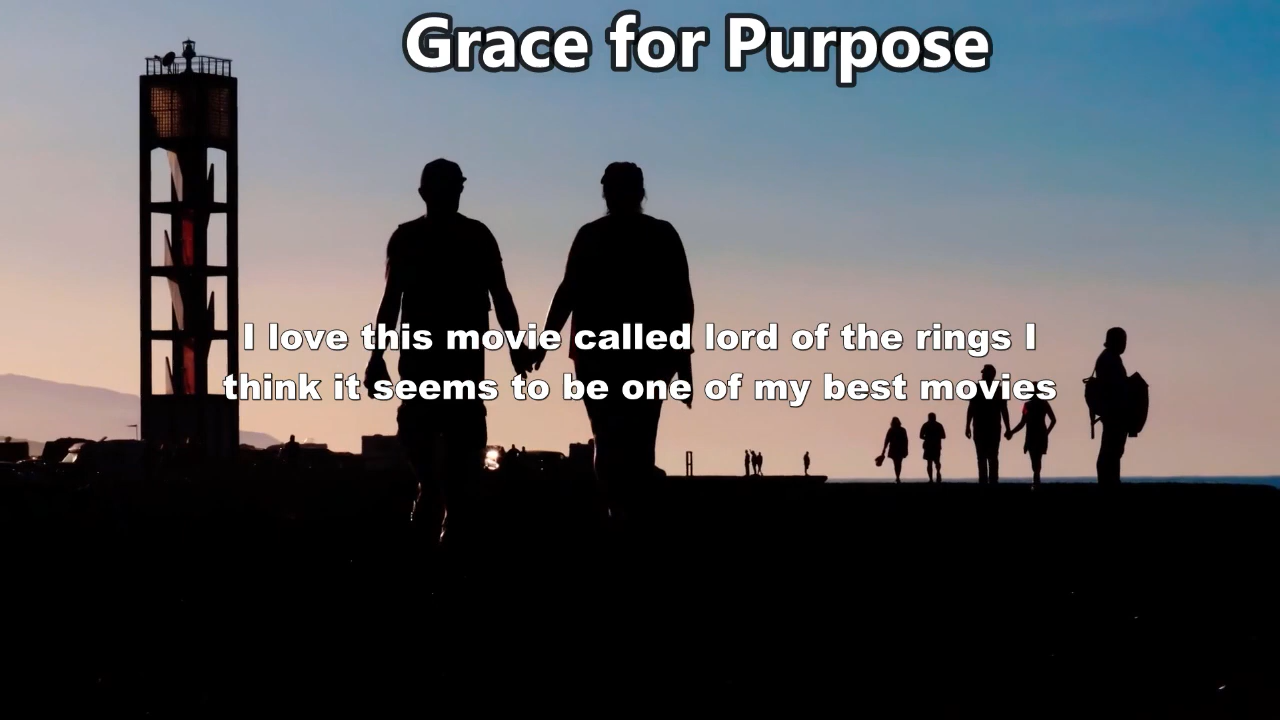 Grace for Purpose
I love this movie called lord of the rings I
think it seems to be one of my best movies